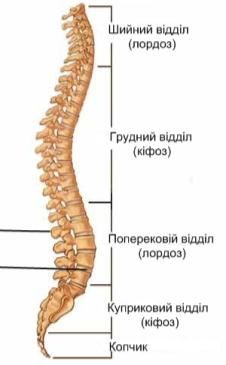 Шийний відділ
(лордоз)
Грудний відділ
(кіфоз)
Поперековій відділ
(лордоз)
Куприковий відділ
(кіфоз)
Копчик